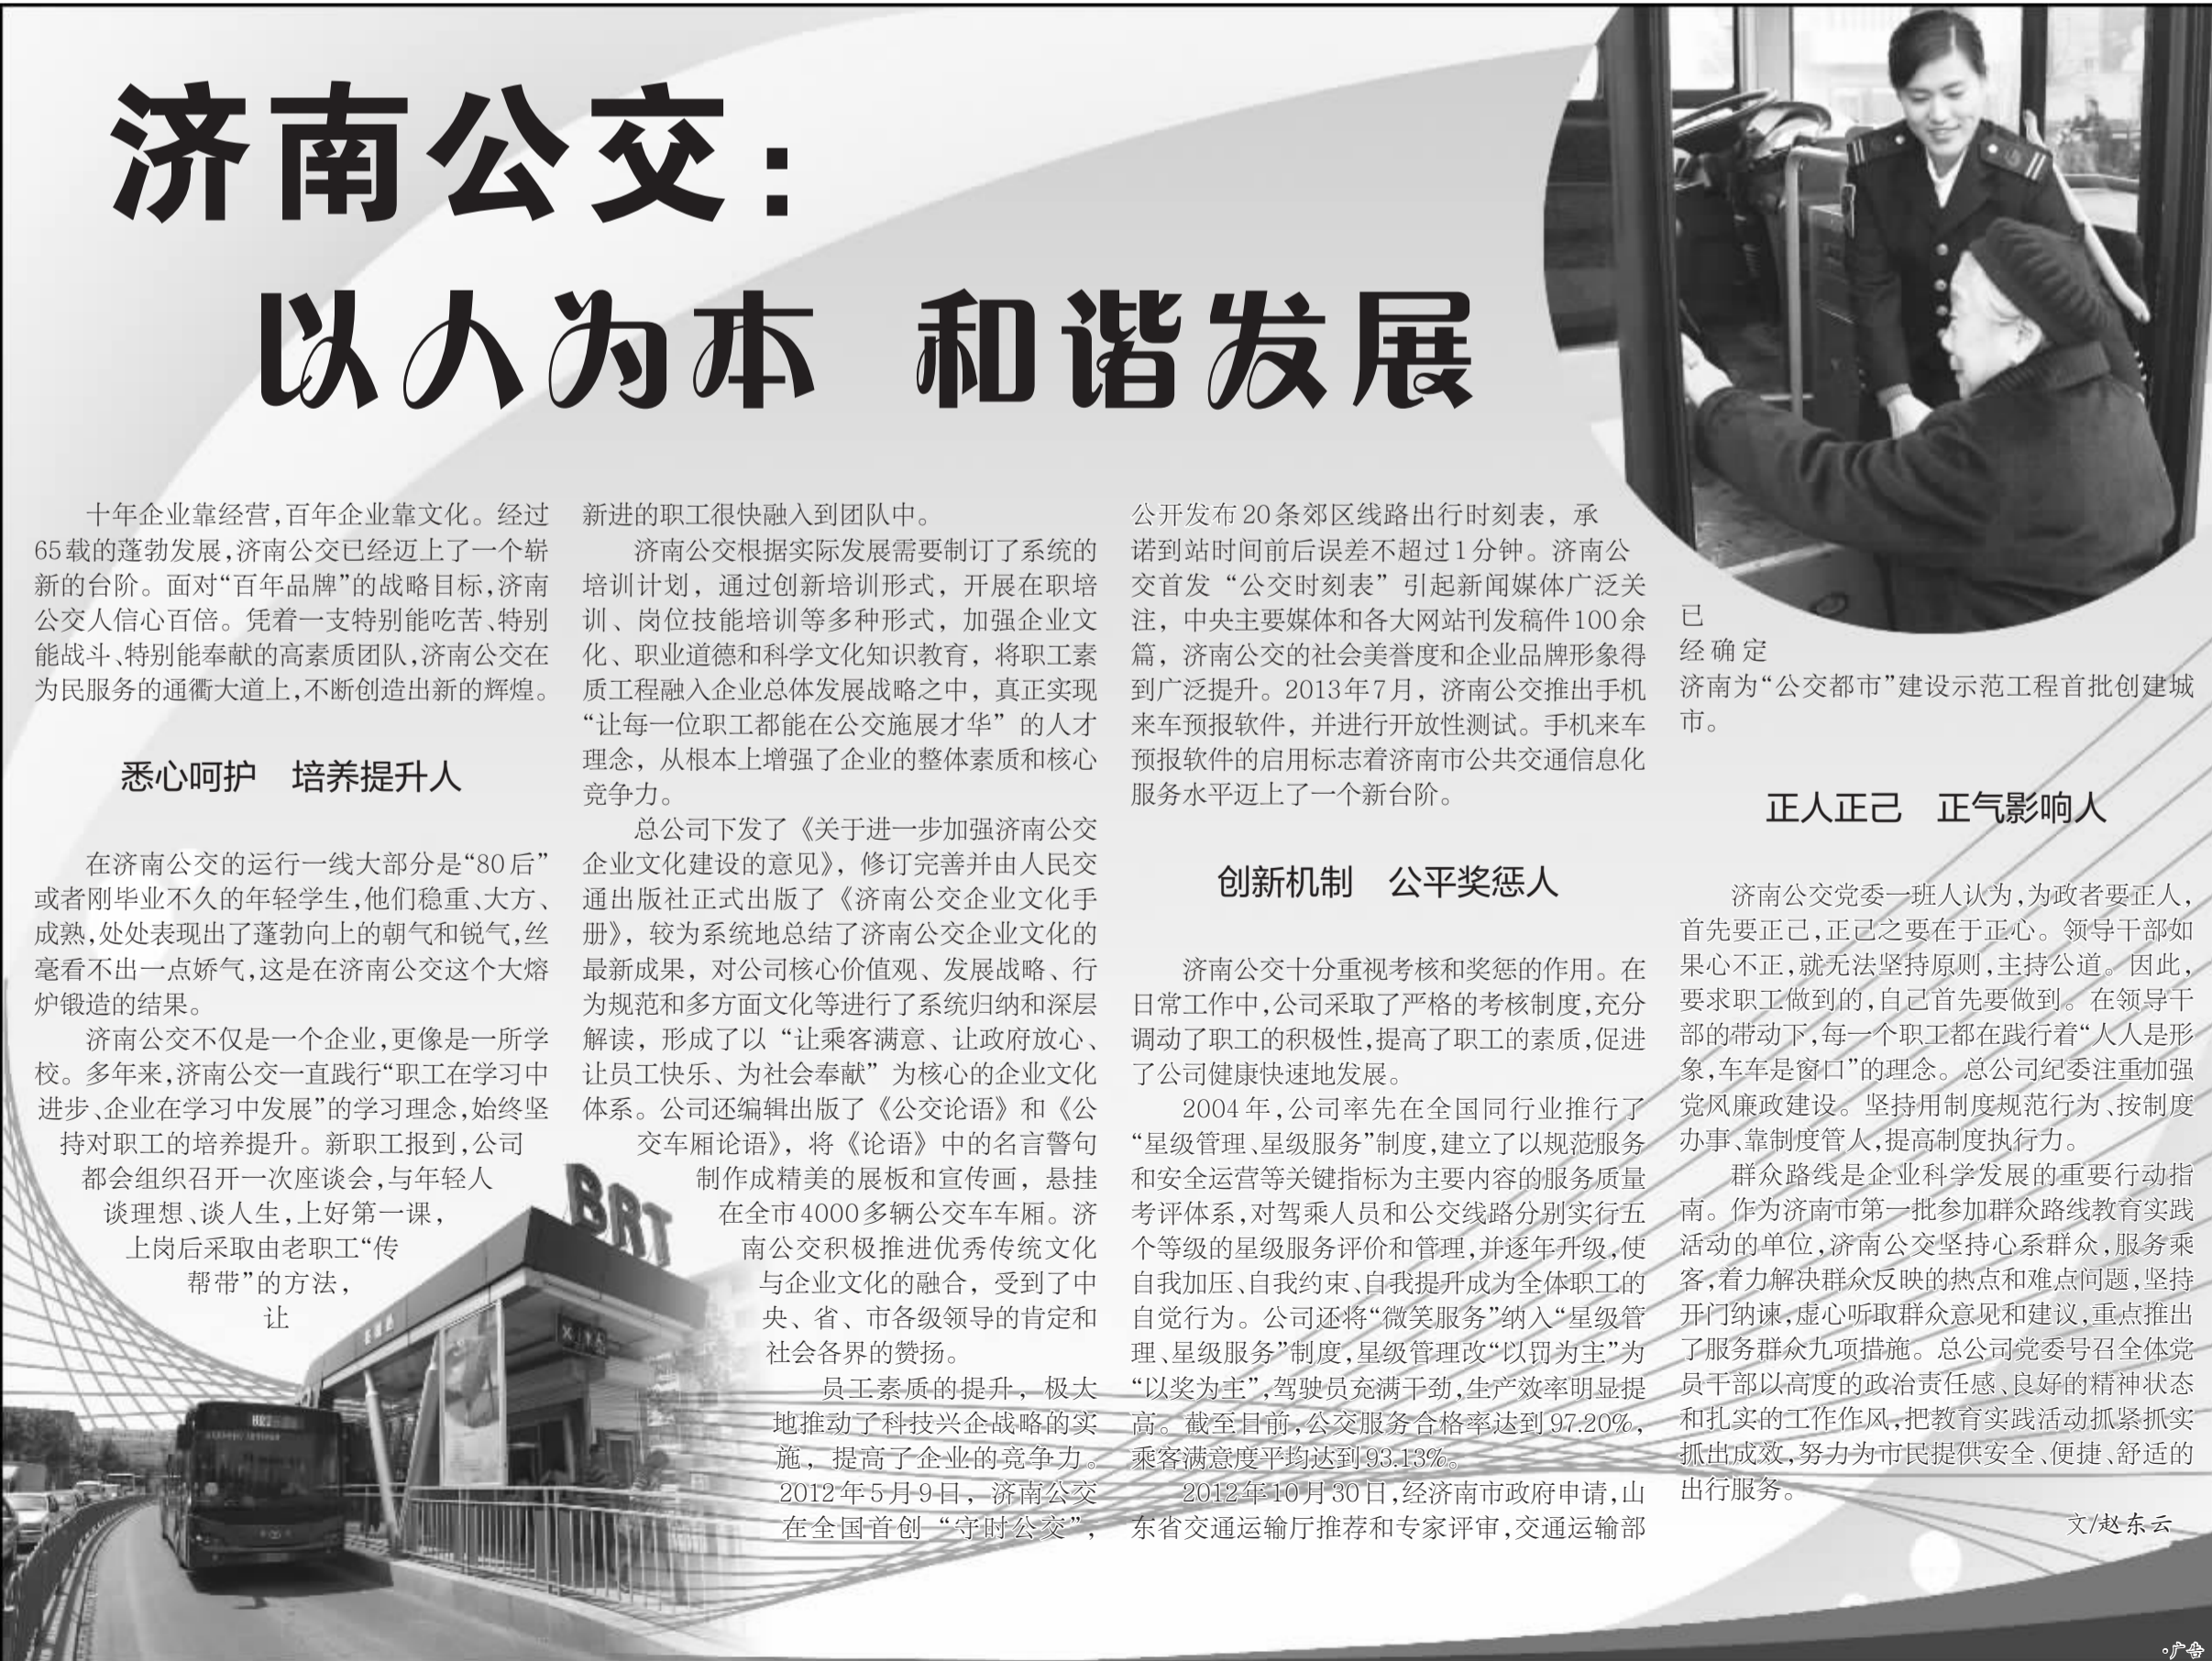 济南公交：
以人为本 和谐发展
十年企业靠经营，百年企业靠文化。经过
65载的蓬勃发展，济南公交已经迈上了一个崭
新的台阶。面对“百年品牌”的战略目标，济南
公交人信心百倍。凭着一支特别能吃苦、特别
能战斗、特别能奉献的高素质团队，济南公交在
为民服务的通衢大道上，不断创造出新的辉煌。
悉心呵护 培养提升人
在济南公交的运行一线大部分是“80后”
或者刚毕业不久的年轻学生，他们稳重、大方、
成熟，处处表现出了蓬勃向上的朝气和锐气，丝
毫看不出一点娇气，这是在济南公交这个大熔
炉锻造的结果。
济南公交不仅是一个企业，更像是一所学
校。多年来，济南公交一直践行“职工在学习中
进步、企业在学习中发展”的学习理念，始终坚
持对职工的培养提升。新职工报到，公司
都会组织召开一次座谈会，与年轻人
谈理想、谈人生，上好第一课，
上岗后采取由老职工“传
帮带”的方法，
让
新进的职工很快融入到团队中。
济南公交根据实际发展需要制订了系统的
培训计划，通过创新培训形式，开展在职培
训、岗位技能培训等多种形式，加强企业文
化、职业道德和科学文化知识教育，将职工素
质工程融入企业总体发展战略之中，真正实现
“让每一位职工都能在公交施展才华”的人才
理念，从根本上增强了企业的整体素质和核心
竞争力。
总公司下发了《关于进一步加强济南公交
企业文化建设的意见》，修订完善并由人民交
通出版社正式出版了《济南公交企业文化手
册》，较为系统地总结了济南公交企业文化的
最新成果，对公司核心价值观、发展战略、行
为规范和多方面文化等进行了系统归纳和深层
解读，形成了以“让乘客满意、让政府放心、
让员工快乐、为社会奉献”为核心的企业文化
体系。公司还编辑出版了《公交论语》和《公
交车厢论语》，将《论语》中的名言警句
制作成精美的展板和宣传画，悬挂
在全市4000多辆公交车车厢。济
南公交积极推进优秀传统文化
与企业文化的融合，受到了中
央、省、市各级领导的肯定和
社会各界的赞扬。
员工素质的提升，极大
地推动了科技兴企战略的实
施，提高了企业的竞争力。
2012年5月9日，济南公交
在全国首创“守时公交”，
公开发布20条郊区线路出行时刻表，承
诺到站时间前后误差不超过1分钟。济南公
交首发“公交时刻表”引起新闻媒体广泛关
注，中央主要媒体和各大网站刊发稿件100余
篇，济南公交的社会美誉度和企业品牌形象得
到广泛提升。2013年7月，济南公交推出手机
来车预报软件，并进行开放性测试。手机来车
预报软件的启用标志着济南市公共交通信息化
服务水平迈上了一个新台阶。
创新机制 公平奖惩人
济南公交十分重视考核和奖惩的作用。在
日常工作中，公司采取了严格的考核制度，充分
调动了职工的积极性，提高了职工的素质，促进
了公司健康快速地发展。
2004年，公司率先在全国同行业推行了
“星级管理、星级服务”制度，建立了以规范服务
和安全运营等关键指标为主要内容的服务质量
考评体系，对驾乘人员和公交线路分别实行五
个等级的星级服务评价和管理，并逐年升级，使
自我加压、自我约束、自我提升成为全体职工的
自觉行为。公司还将“微笑服务”纳入“星级管
理、星级服务”制度，星级管理改“以罚为主”为
“以奖为主”，驾驶员充满干劲，生产效率明显提
高。截至目前，公交服务合格率达到97.20%，
乘客满意度平均达到93.13%。
2012年10月30日，经济南市政府申请，山
东省交通运输厅推荐和专家评审，交通运输部
已
经确定
济南为“公交都市”建设示范工程首批创建城
市。
正人正己 正气影响人
济南公交党委一班人认为，为政者要正人，
首先要正己，正己之要在于正心。领导干部如
果心不正，就无法坚持原则，主持公道。因此，
要求职工做到的，自己首先要做到。在领导干
部的带动下，每一个职工都在践行着“人人是形
象，车车是窗口”的理念。总公司纪委注重加强
党风廉政建设。坚持用制度规范行为、按制度
办事、靠制度管人，提高制度执行力。
群众路线是企业科学发展的重要行动指
南。作为济南市第一批参加群众路线教育实践
活动的单位，济南公交坚持心系群众，服务乘
客，着力解决群众反映的热点和难点问题，坚持
开门纳谏，虚心听取群众意见和建议，重点推出
了服务群众九项措施。总公司党委号召全体党
员干部以高度的政治责任感、良好的精神状态
和扎实的工作作风，把教育实践活动抓紧抓实
抓出成效，努力为市民提供安全、便捷、舒适的
出行服务。
文/赵东云
BRT
·广告